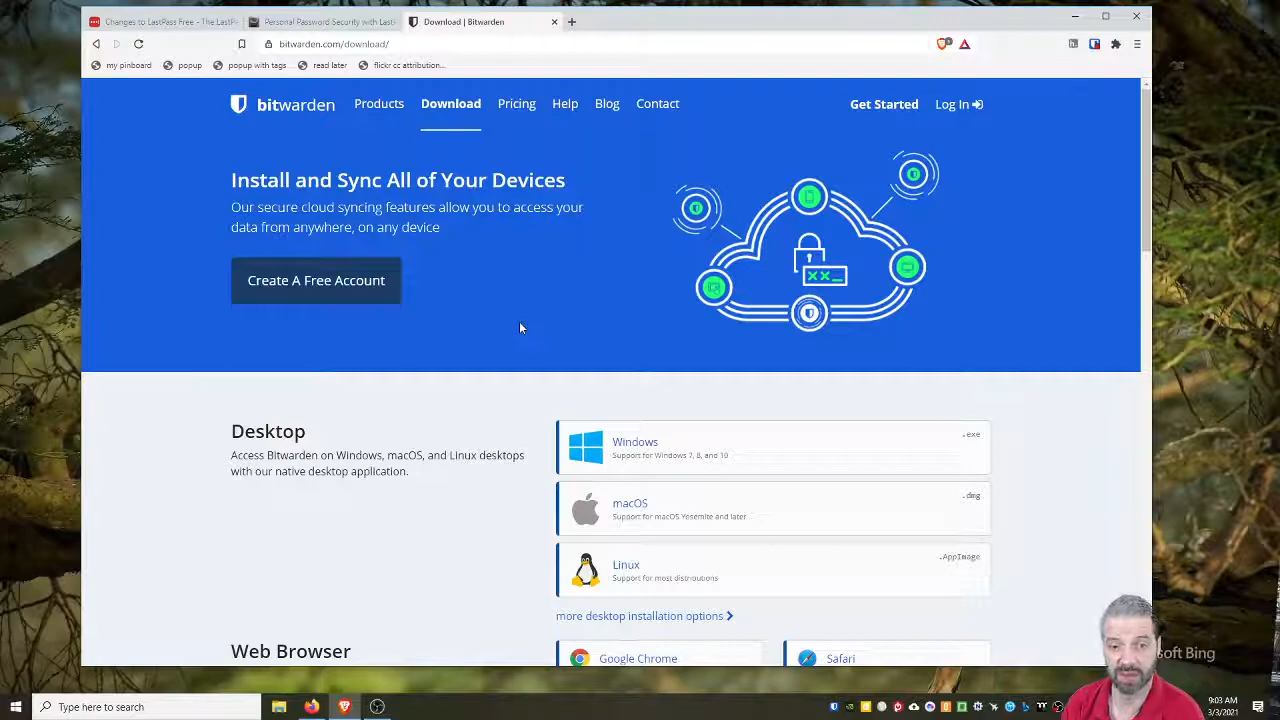 Changes to LastPass Free - The LastP
Personal Password Security with Last
Download | Bitwarden
bitwarden.com/download/
my pinboard
popup
popup with tags
read later
flickr cc attribution...
bitwarden
Products
Download
Pricing
Help
Blog
Contact
Get Started
Log In
Install and Sync All of Your Devices
Our secure cloud syncing features allow you to access your
data from anywhere, on any device
Create A Free Account
Desktop
Access Bitwarden on Windows, macOS, and Linux desktops
with our native desktop application.
Windows
.exe
Support for Windows 7, 8, and 10
macOS
.dmg
Support for macOS Yosemite and later
Linux
.AppImage
Support for most distributions
more desktop installation options
Web Browser
Google Chrome
Safari
soft Bing
Type here to search
9:03 AM
3/3/2021